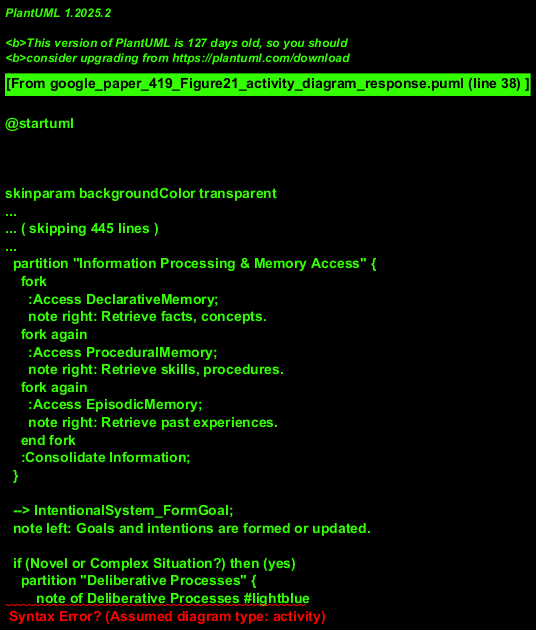 PlantUML 1.2025.2
<b>This version of PlantUML is 127 days old, so you should
<b>consider upgrading from https://plantuml.com/download
[From google_paper_419_Figure21_activity_diagram_response.puml (line 38) ]
@startuml
skinparam backgroundColor transparent
...
... ( skipping 445 lines )
...
partition "Information Processing & Memory Access" {
fork
:Access DeclarativeMemory;
note right: Retrieve facts, concepts.
fork again
:Access ProceduralMemory;
note right: Retrieve skills, procedures.
fork again
:Access EpisodicMemory;
note right: Retrieve past experiences.
end fork
:Consolidate Information;
}
--> IntentionalSystem_FormGoal;
note left: Goals and intentions are formed or updated.
if (Novel or Complex Situation?) then (yes)
partition "Deliberative Processes" {
note of Deliberative Processes #lightblue
Syntax Error? (Assumed diagram type: activity)